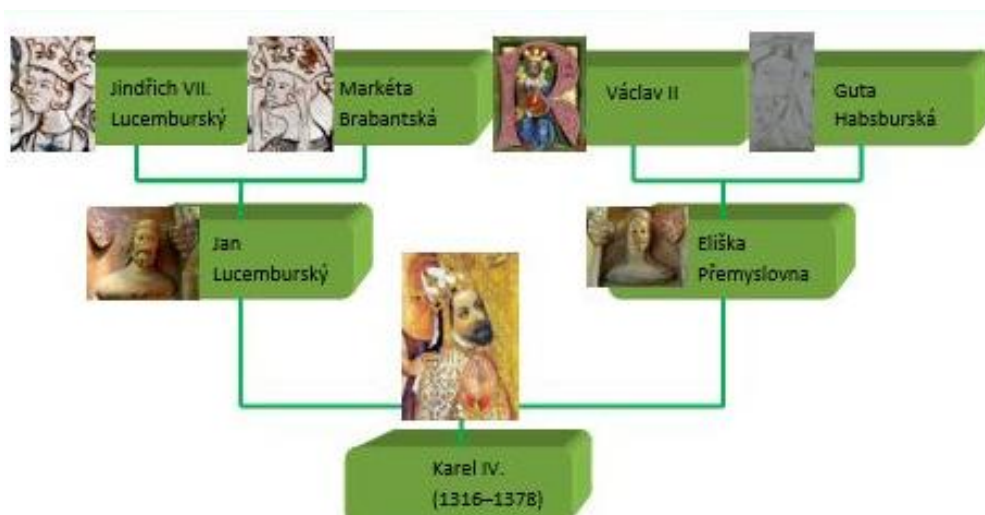 Jindřich VII.
Lucemburský
Markéta
Brabantská
Václav II
Guta
Habsburská
Jan
Lucemburský
Eliška
Přemyslovna
Karel IV.
(1316–1378)